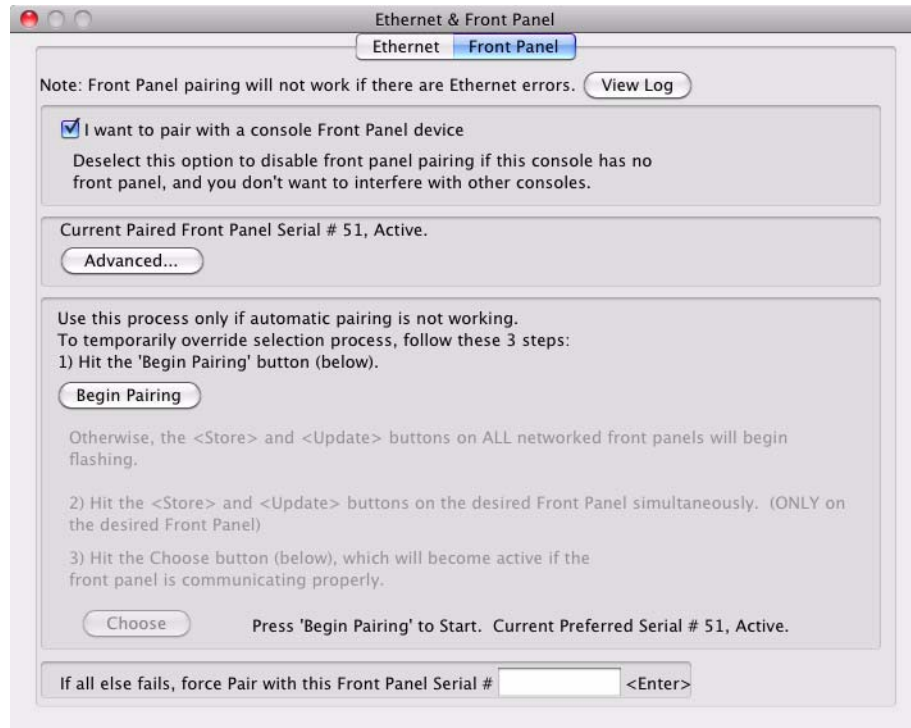 Ethernet & Front Panel
Ethernet Front Panel
Note: Front Panel pairing will not work if there are Ethernet errors. View Log
I want to pair with a console Front Panel device
Deselect this option to disable front panel pairing if this console has no
front panel, and you don't want to interfere with other consoles.
Current Paired Front Panel Serial # 51, Active.
Advanced...
Use this process only if automatic pairing is not working.
To temporarily override selection process, follow these 3 steps:
1) Hit the 'Begin Pairing' button (below).
Begin Pairing
Otherwise, the <Store> and <Update> buttons on ALL networked front panels will begin
flashing.
2) Hit the <Store> and <Update> buttons on the desired Front Panel simultaneously. (ONLY on
the desired Front Panel)
3) Hit the Choose button (below), which will become active if the
front panel is communicating properly.
Choose Press 'Begin Pairing' to Start. Current Preferred Serial # 51, Active.
If all else fails, force Pair with this Front Panel Serial # <Enter>